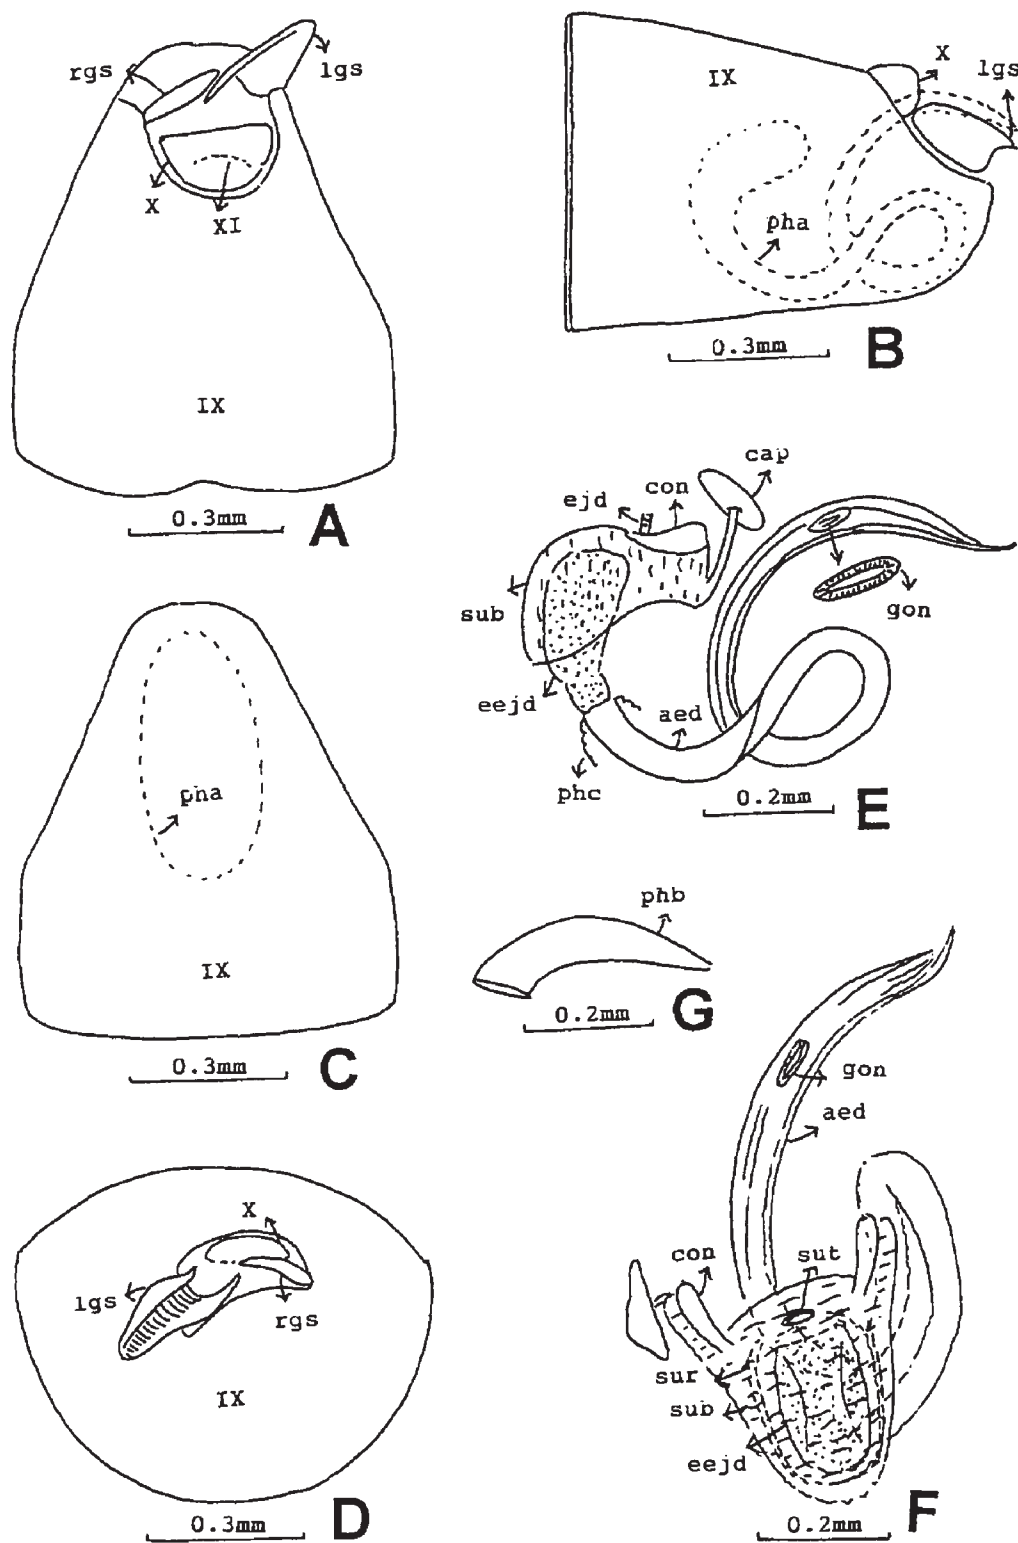 rgs
lgs
X
XI
IX
0.3mm
A
IX
X
lgs
pha
0.3mm
B
pha
IX
0.3mm
C
X
lgs
rgs
IX
0.3mm
D
cap
ejd
con
sub
gon
eejd
aed
phc
0.2mm
E
phb
0.2mm
G
gon
aed
con
sut
sur
sub
eejd
0.2mm
F